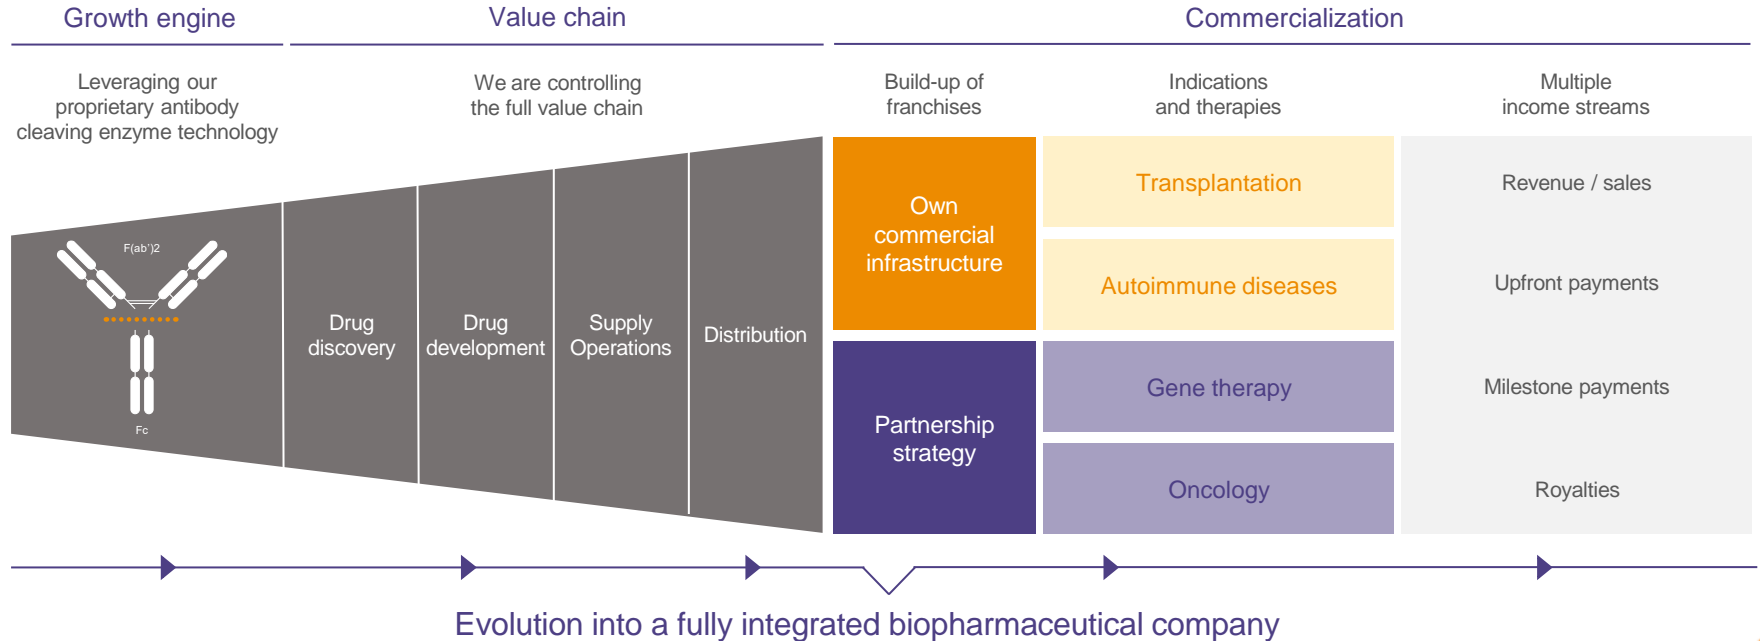 Growth engine
Value chain
Commercialization
Leveraging our
proprietary antibody
cleaving enzyme technology
We are controlling
the full value chain
Build-up of
franchises
Indications
and therapies
Multiple
income streams
F(ab')2
Fc
Drug
discovery
Drug
development
Supply
Operations
Distribution
Own
commercial
infrastructure
Partnership
strategy
Transplantation
Autoimmune diseases
Gene therapy
Oncology
Revenue / sales
Upfront payments
Milestone payments
Royalties
Evolution into a fully integrated biopharmaceutical company